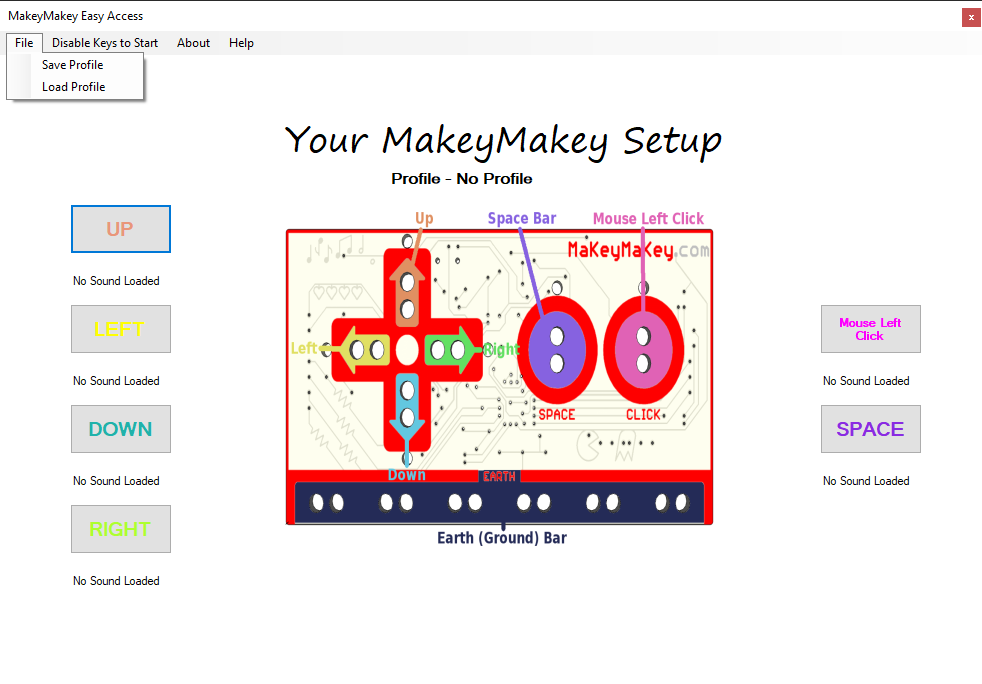 MakeyMakey Easy Access
x
File Disable Keys to Start About Help
Save Profile
Load Profile
Your MakeyMakey Setup
Profile - No Profile
Up Space Bar Mouse Left Click
MaKeyMaKey.com
UP
No Sound Loaded
LEFT
No Sound Loaded
DOWN
No Sound Loaded
RIGHT
No Sound Loaded
Left Right
SPACE CLICK
Down EARTH
Earth (Ground) Bar
Mouse Left
Click
No Sound Loaded
SPACE
No Sound Loaded